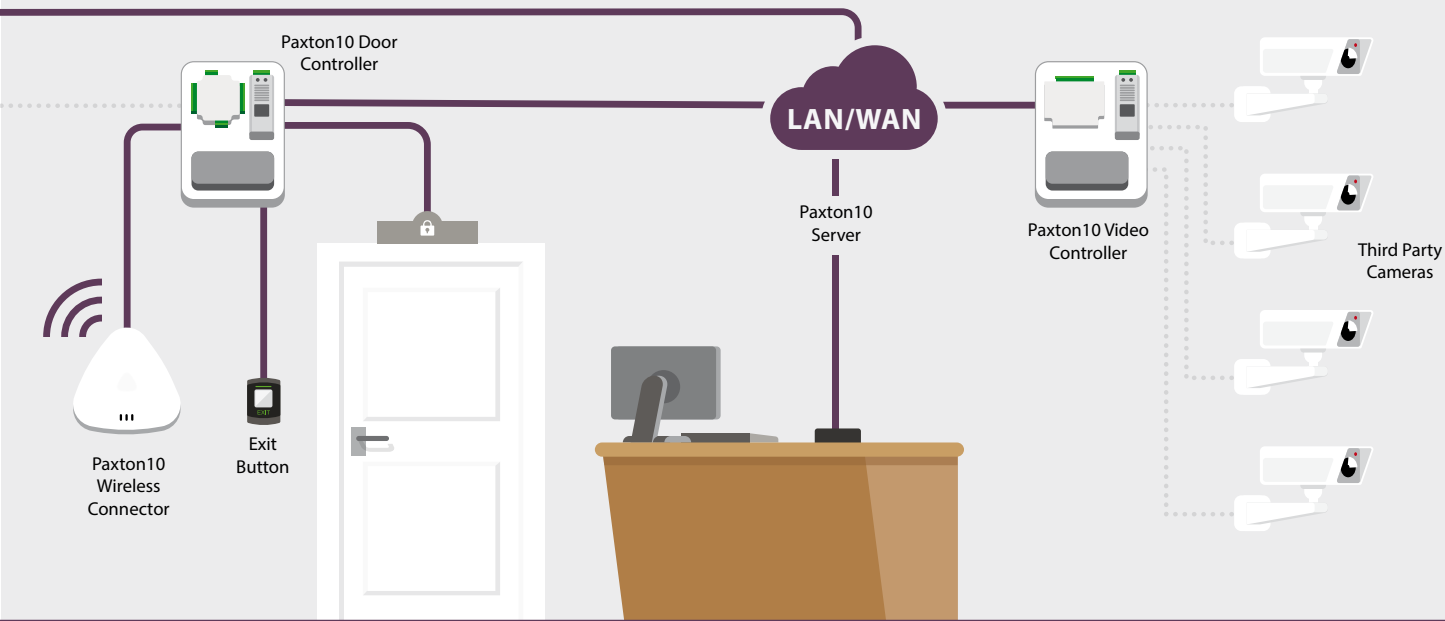 Paxton10 Door
Controller
LAN/WAN
Paxton10
Server
Paxton10 Video
Controller
Third Party
Cameras
EXIT
Exit
Button
Paxton10
Wireless
Connector